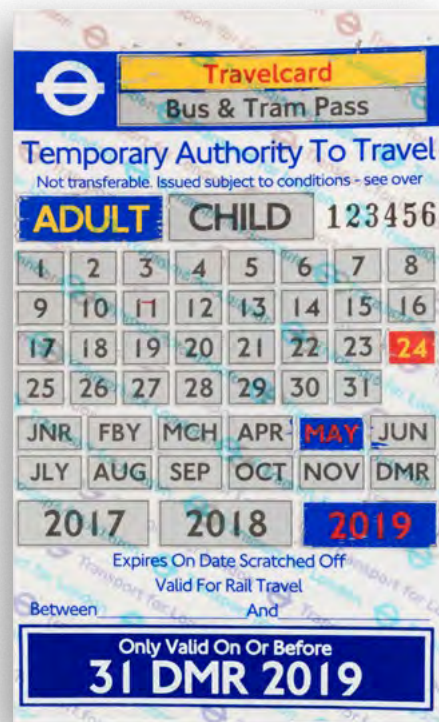 Travelcard
Bus & Tram Pass
Temporary Authority To Travel
Not transferable. Issued subject to conditions - see over
ADULT CHILD 123456
1 2 3 4 5 6 7 8
9 10 11 12 13 14 15 16
17 18 19 20 21 22 23 24
25 26 27 28 29 30 31
JNR FBY MCH APR MAY JUN
JLY AUG SEP OCT NOV DMR
2017 2018 2019
Expires On Date Scratched Off
Valid For Rail Travel
Between And
Only Valid On Or Before
31 DMR 2019